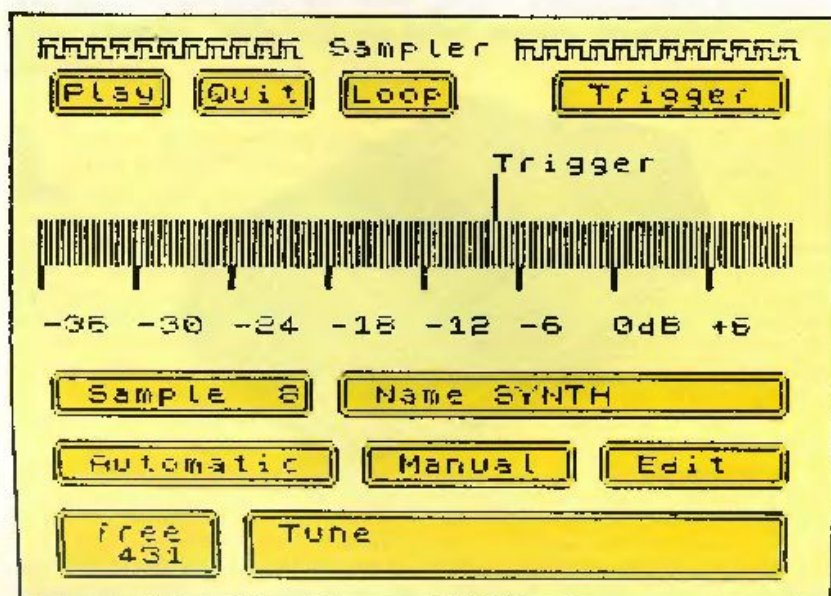 Sampler
Play Quit Loop Trigger
Trigger
-36 -30 -24 -18 -12 -6 0dB +6
Sample 8 Name SYNTH
Automatic Manual Edit
free Tune
431